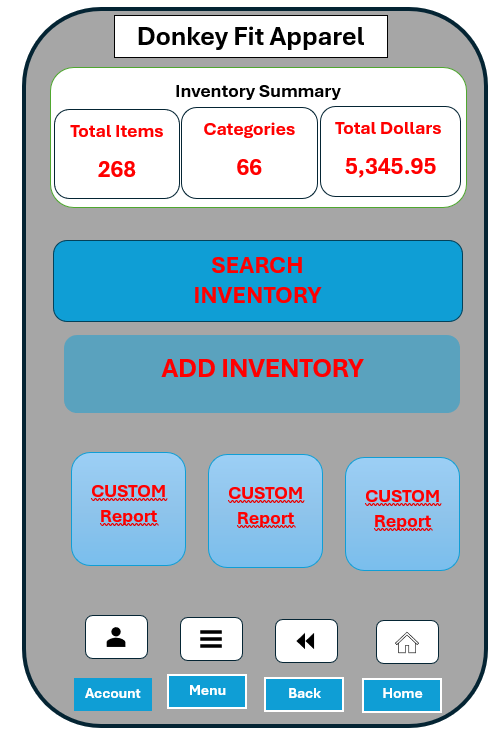 Donkey Fit Apparel
Inventory Summary
Total Items
268
Categories
66
Total Dollars
5,345.95
SEARCH
INVENTORY
ADD INVENTORY
CUSTOM
Report
CUSTOM
Report
CUSTOM
Report
Account
Menu
Back
Home